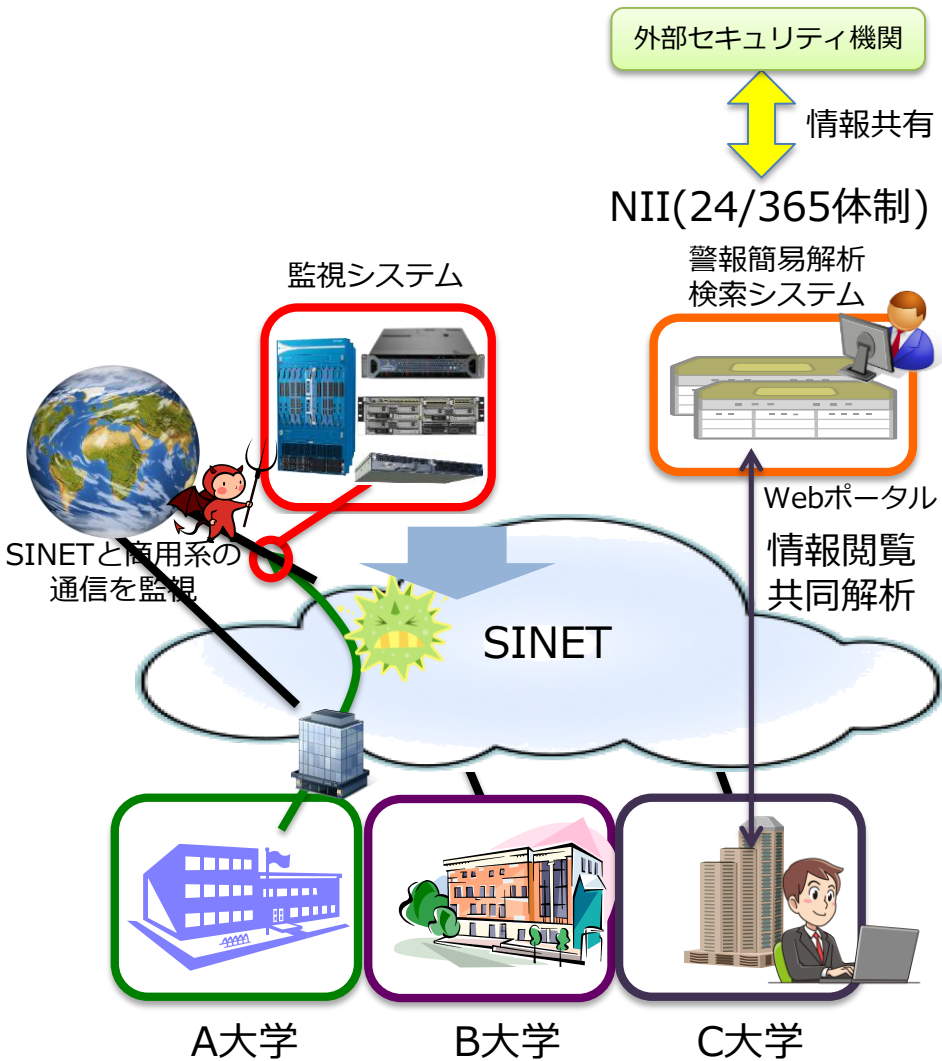 外部セキュリティ機関
情報共有
NII(24/365体制)
警報簡易解析
検索システム
監視システム
SINETと商用系の
通信を監視
Webポータル
情報閲覧
共同解析
SINET
A大学
B大学
C大学